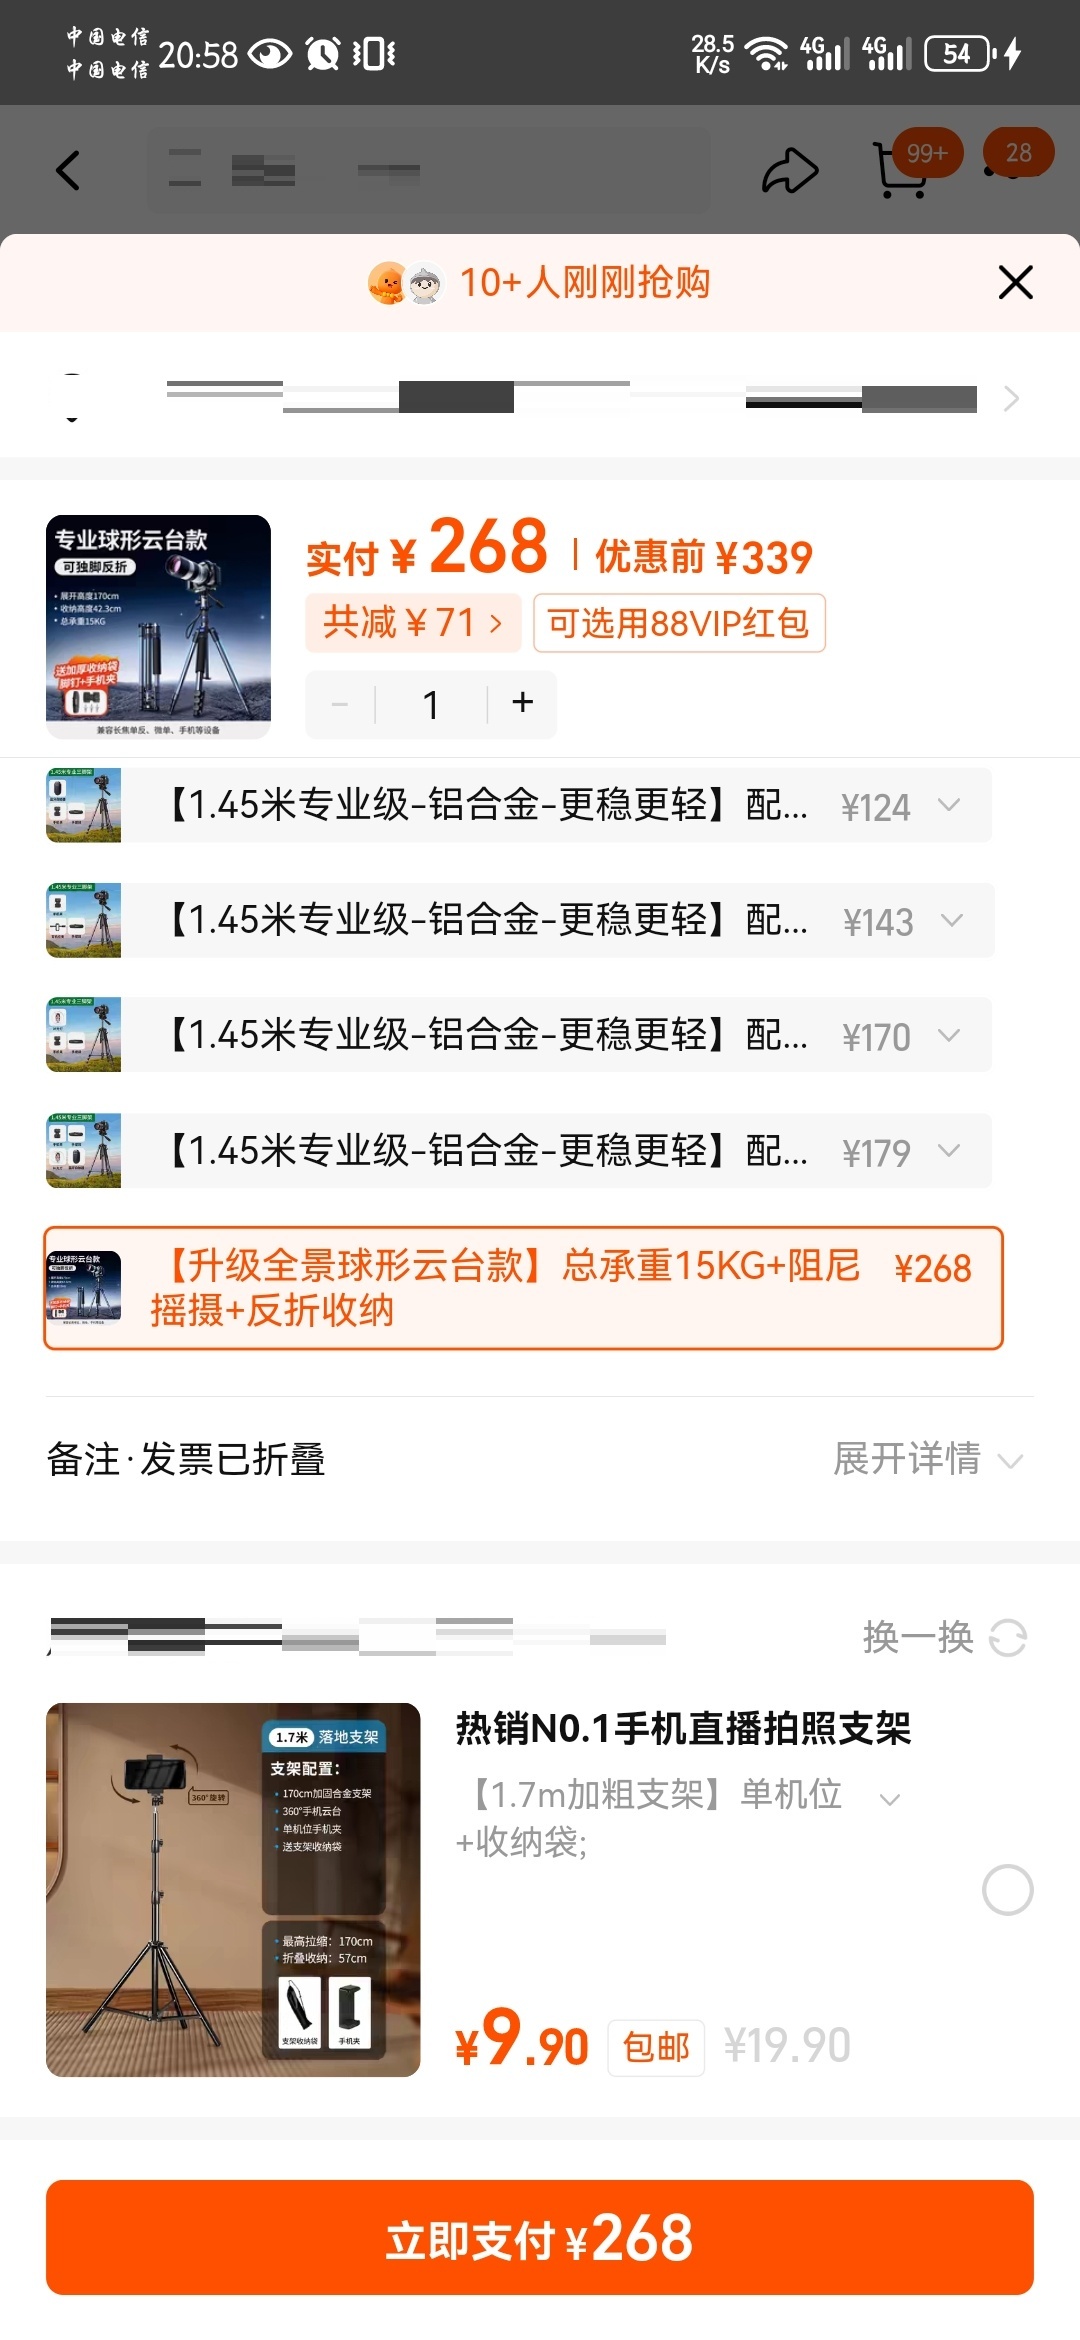 中国电信
中国电信
20:58
28.5
K/s
4G
4G
54
99+
28
10+人刚刚抢购
专业球形云台款
可独脚反折
• 展开高度170cm
• 收纳高度42.3cm
• 总承重15KG
送加厚收纳袋
脚钉+手机夹
兼容长焦单反、微单、手机等设备
实付 ¥ 268 | 优惠前 ¥339
共减 ¥ 71 >
可选用88VIP红包
1
【1.45米专业级-铝合金-更稳更轻】配... ¥124
【1.45米专业级-铝合金-更稳更轻】配... ¥143
【1.45米专业级-铝合金-更稳更轻】配... ¥170
【1.45米专业级-铝合金-更稳更轻】配... ¥179
专业球形云台款
【升级全景球形云台款】总承重15KG+阻尼 ¥268
摇摄+反折收纳
备注·发票已折叠
展开详情
换一换
1.7米 落地支架
支架配置：
• 170cm加固合金支架
• 360°手机云台
• 单机位手机夹
• 送支架收纳袋
360°旋转
• 最高拉缩：170cm
• 折叠收纳：57cm
支架收纳袋
手机夹
热销N0.1手机直播拍照支架
【1.7m加粗支架】单机位
+收纳袋;
¥9.90 包邮 ¥19.90
立即支付 ¥268